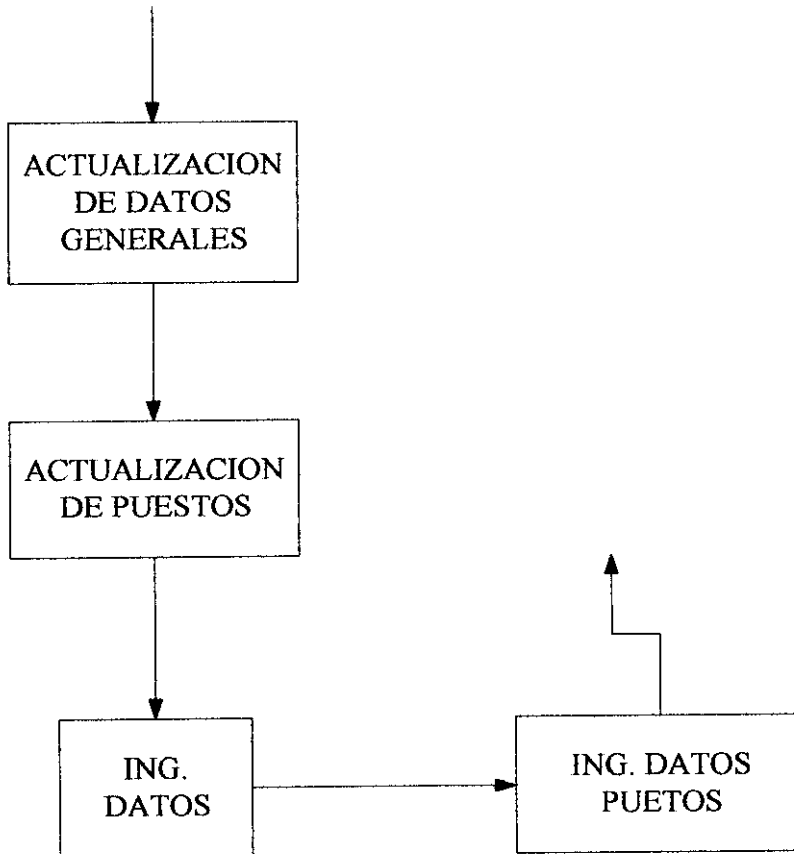 ACTUALIZACION
DE DATOS
GENERALES
ACTUALIZACION
DE PUESTOS
ING.
DATOS
ING. DATOS
PUETOS